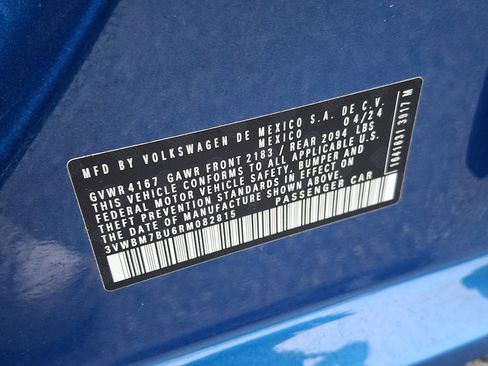 MFD BY VOLKSWAGEN DE MEXICO S.A. DE C.V.
MEXICO 04/24
GVWR 4167 GAWR FRONT 2183 / REAR 2094 LBS
THIS VEHICLE CONFORMS TO ALL APPLICABLE U.S.
FEDERAL MOTOR VEHICLE SAFETY, BUMPER AND
THEFT PREVENTION STANDARDS IN EFFECT ON
THE DATE OF MANUFACTURE SHOWN ABOVE.
3VWBM7BU6RM082815 PASSENGER CAR